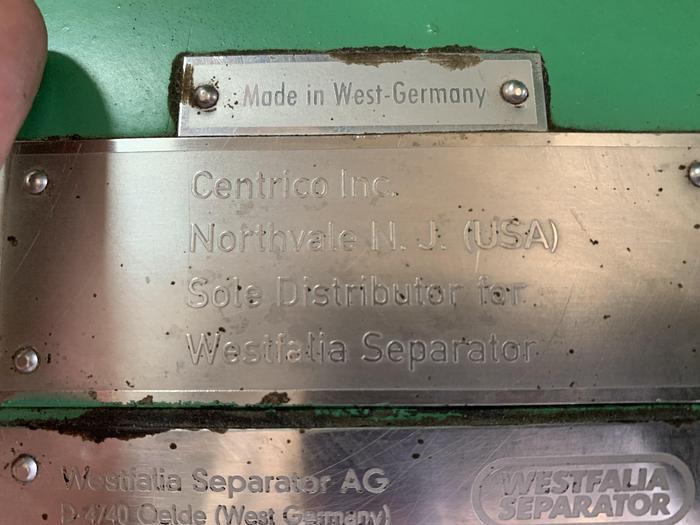 Made in West-Germany
Centrico Inc.
Northvale N. J. (USA)
Sole Distributor for
Westfalia Separator
Westfalia Separator AG
D-4740 Oelde (West Germany)
WESTFALIA
SEPARATOR